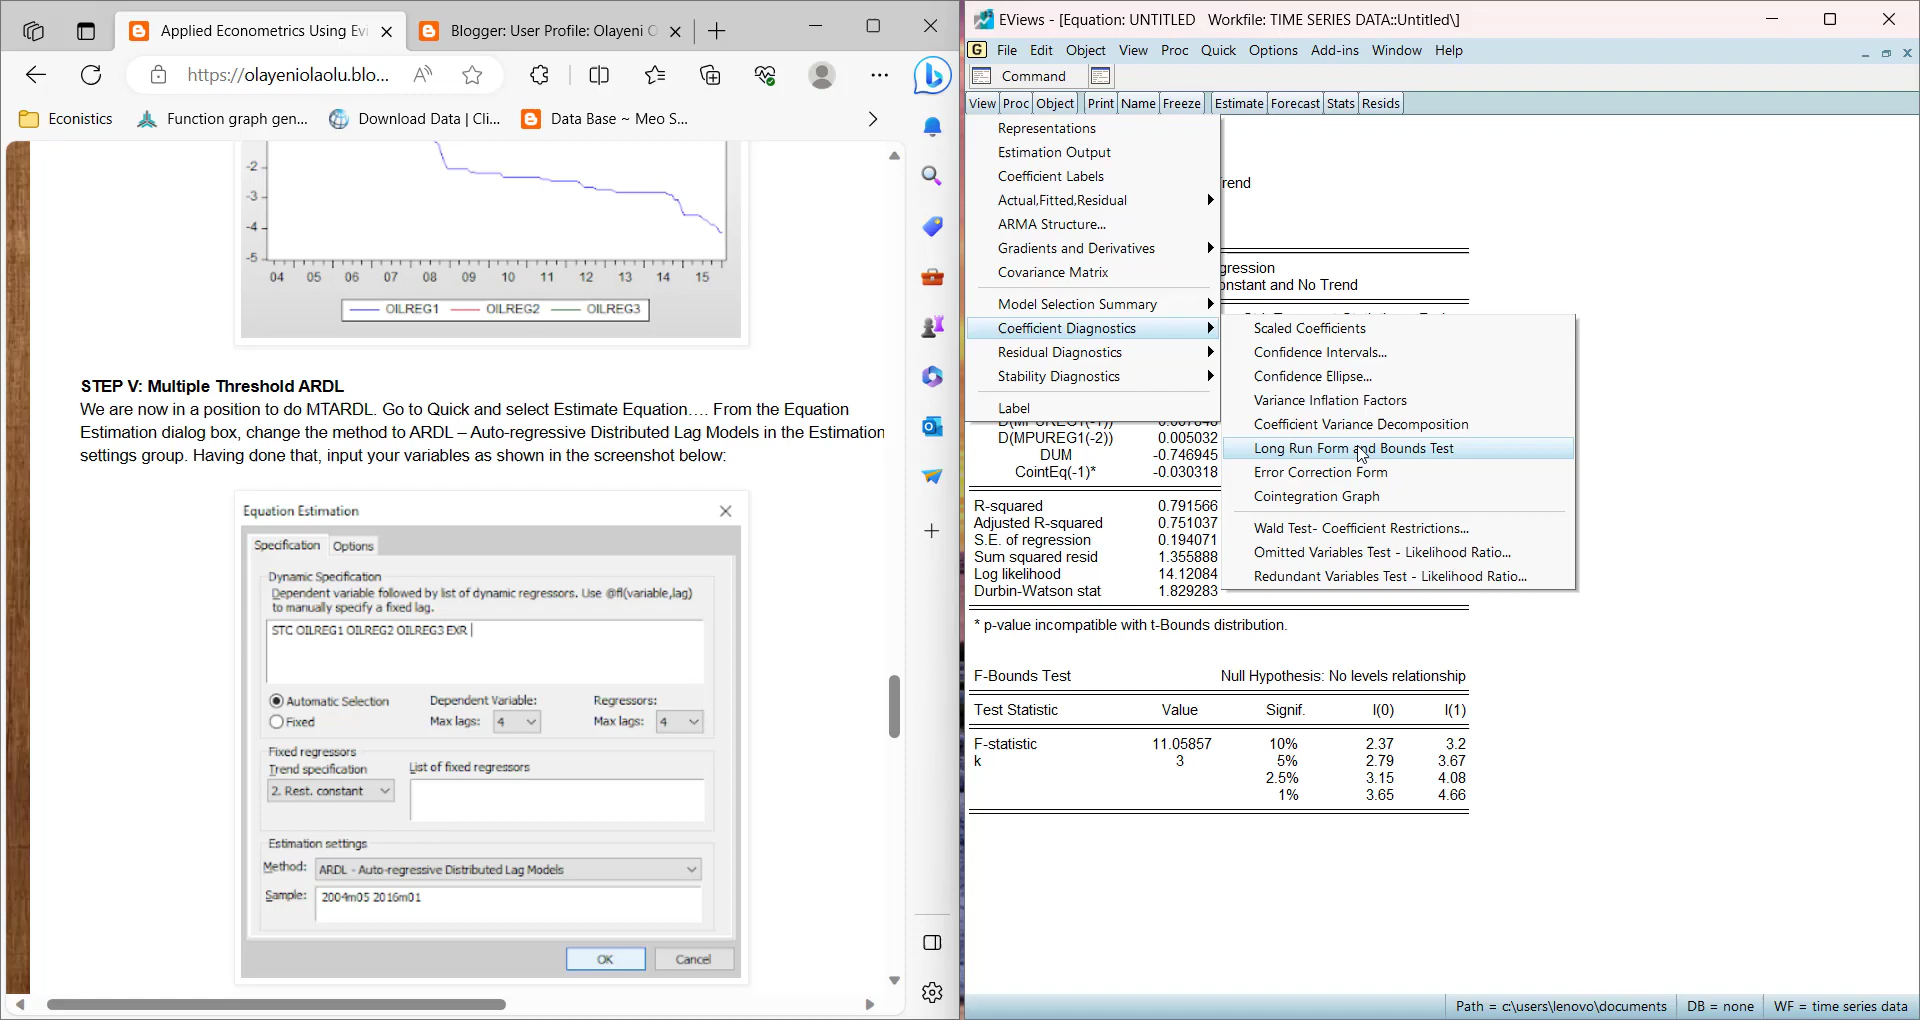 Applied Econometrics Using Evi
Blogger: User Profile: Olayeni O
https://olayeniolaolu.blo...
Econistics
Function graph gen...
Download Data | Cli...
Data Base ~ Meo S...
-2
-3
-4
-5
04 05 06 07 08 09 10 11 12 13 14 15
OILREG1 OILREG2 OILREG3
STEP V: Multiple Threshold ARDL
We are now in a position to do MTARDL. Go to Quick and select Estimate Equation.... From the Equation
Estimation dialog box, change the method to ARDL – Auto-regressive Distributed Lag Models in the Estimation
settings group. Having done that, input your variables as shown in the screenshot below:
Equation Estimation
Specification Options
Dynamic Specification
Dependent variable followed by list of dynamic regressors. Use @fl(variable,lag)
to manually specify a fixed lag.
STC OILREG1 OILREG2 OILREG3 EXR
Automatic Selection
Fixed
Dependent Variable:
Max lags: 4
Regressors:
Max lags: 4
Fixed regressors
Trend specification
2. Rest. constant
List of fixed regressors
Estimation settings
Method: ARDL - Auto-regressive Distributed Lag Models
Sample: 2004m05 2016m01
OK Cancel
EViews - [Equation: UNTITLED Workfile: TIME SERIES DATA::Untitled\]
G File Edit Object View Proc Quick Options Add-ins Window Help
Command
View Proc Object Print Name Freeze Estimate Forecast Stats Resids
Representations
Estimation Output
Coefficient Labels
Actual,Fitted,Residual
ARMA Structure...
Gradients and Derivatives
Covariance Matrix
Model Selection Summary
Coefficient Diagnostics
Residual Diagnostics
Stability Diagnostics
Label
rend
gression
onstant and No Trend
Scaled Coefficients
Confidence Intervals...
Confidence Ellipse...
Variance Inflation Factors
Coefficient Variance Decomposition
Long Run Form and Bounds Test
Error Correction Form
Cointegration Graph
Wald Test- Coefficient Restrictions...
Omitted Variables Test - Likelihood Ratio...
Redundant Variables Test - Likelihood Ratio...
D(MPUREG1(-2)) 0.005032
DUM -0.746945
CointEq(-1)* -0.030318
R-squared 0.791566
Adjusted R-squared 0.751037
S.E. of regression 0.194071
Sum squared resid 1.355888
Log likelihood 14.12084
Durbin-Watson stat 1.829283
* p-value incompatible with t-Bounds distribution.
F-Bounds Test Null Hypothesis: No levels relationship
Test Statistic Value Signif. I(0) I(1)
F-statistic 11.05857 10% 2.37 3.2
k 3 5% 2.79 3.67
2.5% 3.15 4.08
1% 3.65 4.66
Path = c:\users\lenovo\documents DB = none WF = time series data